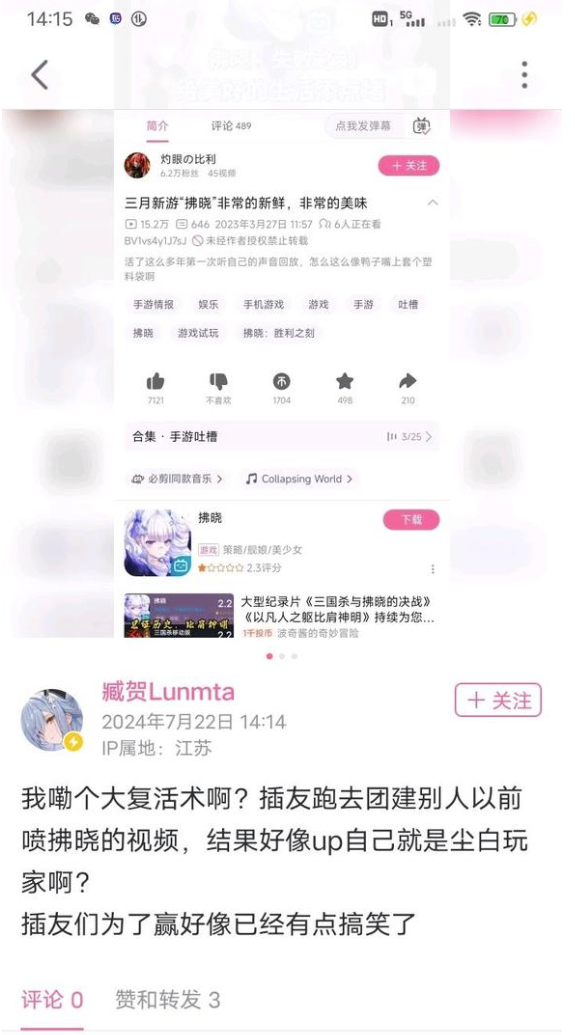 14:15
HD 1 5G 70
简介 评论 489 点我发弹幕 弹
灼眼の比利
6.2万粉丝 45视频
+ 关注
三月新游“拂晓”非常的新鲜，非常的美味
15.2万 646 2023年3月27日 11:57 6人正在看
BV1vs4y1J7sJ 未经作者授权禁止转载
活了这么多年第一次听自己的声音回放，怎么这么像鸭子嘴上套个塑
料袋啊
手游情报 娱乐 手机游戏 游戏 手游 吐槽
拂晓 游戏试玩 拂晓：胜利之刻
7121 不喜欢 1704 498 210
合集 · 手游吐槽 3/25
必剪|同款音乐 Collapsing World
拂晓
下载
游戏 策略/舰娘/美少女
2.3评分
拂晓 2.2
三国杀移动版 2.2
大型纪录片《三国杀与拂晓的决战》
《以凡人之躯比肩神明》持续为您...
1千投币 波奇酱的奇妙冒险
臧贺Lunmta
2024年7月22日 14:14
IP属地：江苏
+ 关注
我嘞个大复活术啊？插友跑去团建别人以前
喷拂晓的视频，结果好像up自己就是尘白玩
家啊？
插友们为了赢好像已经有点搞笑了
评论 0 赞和转发 3